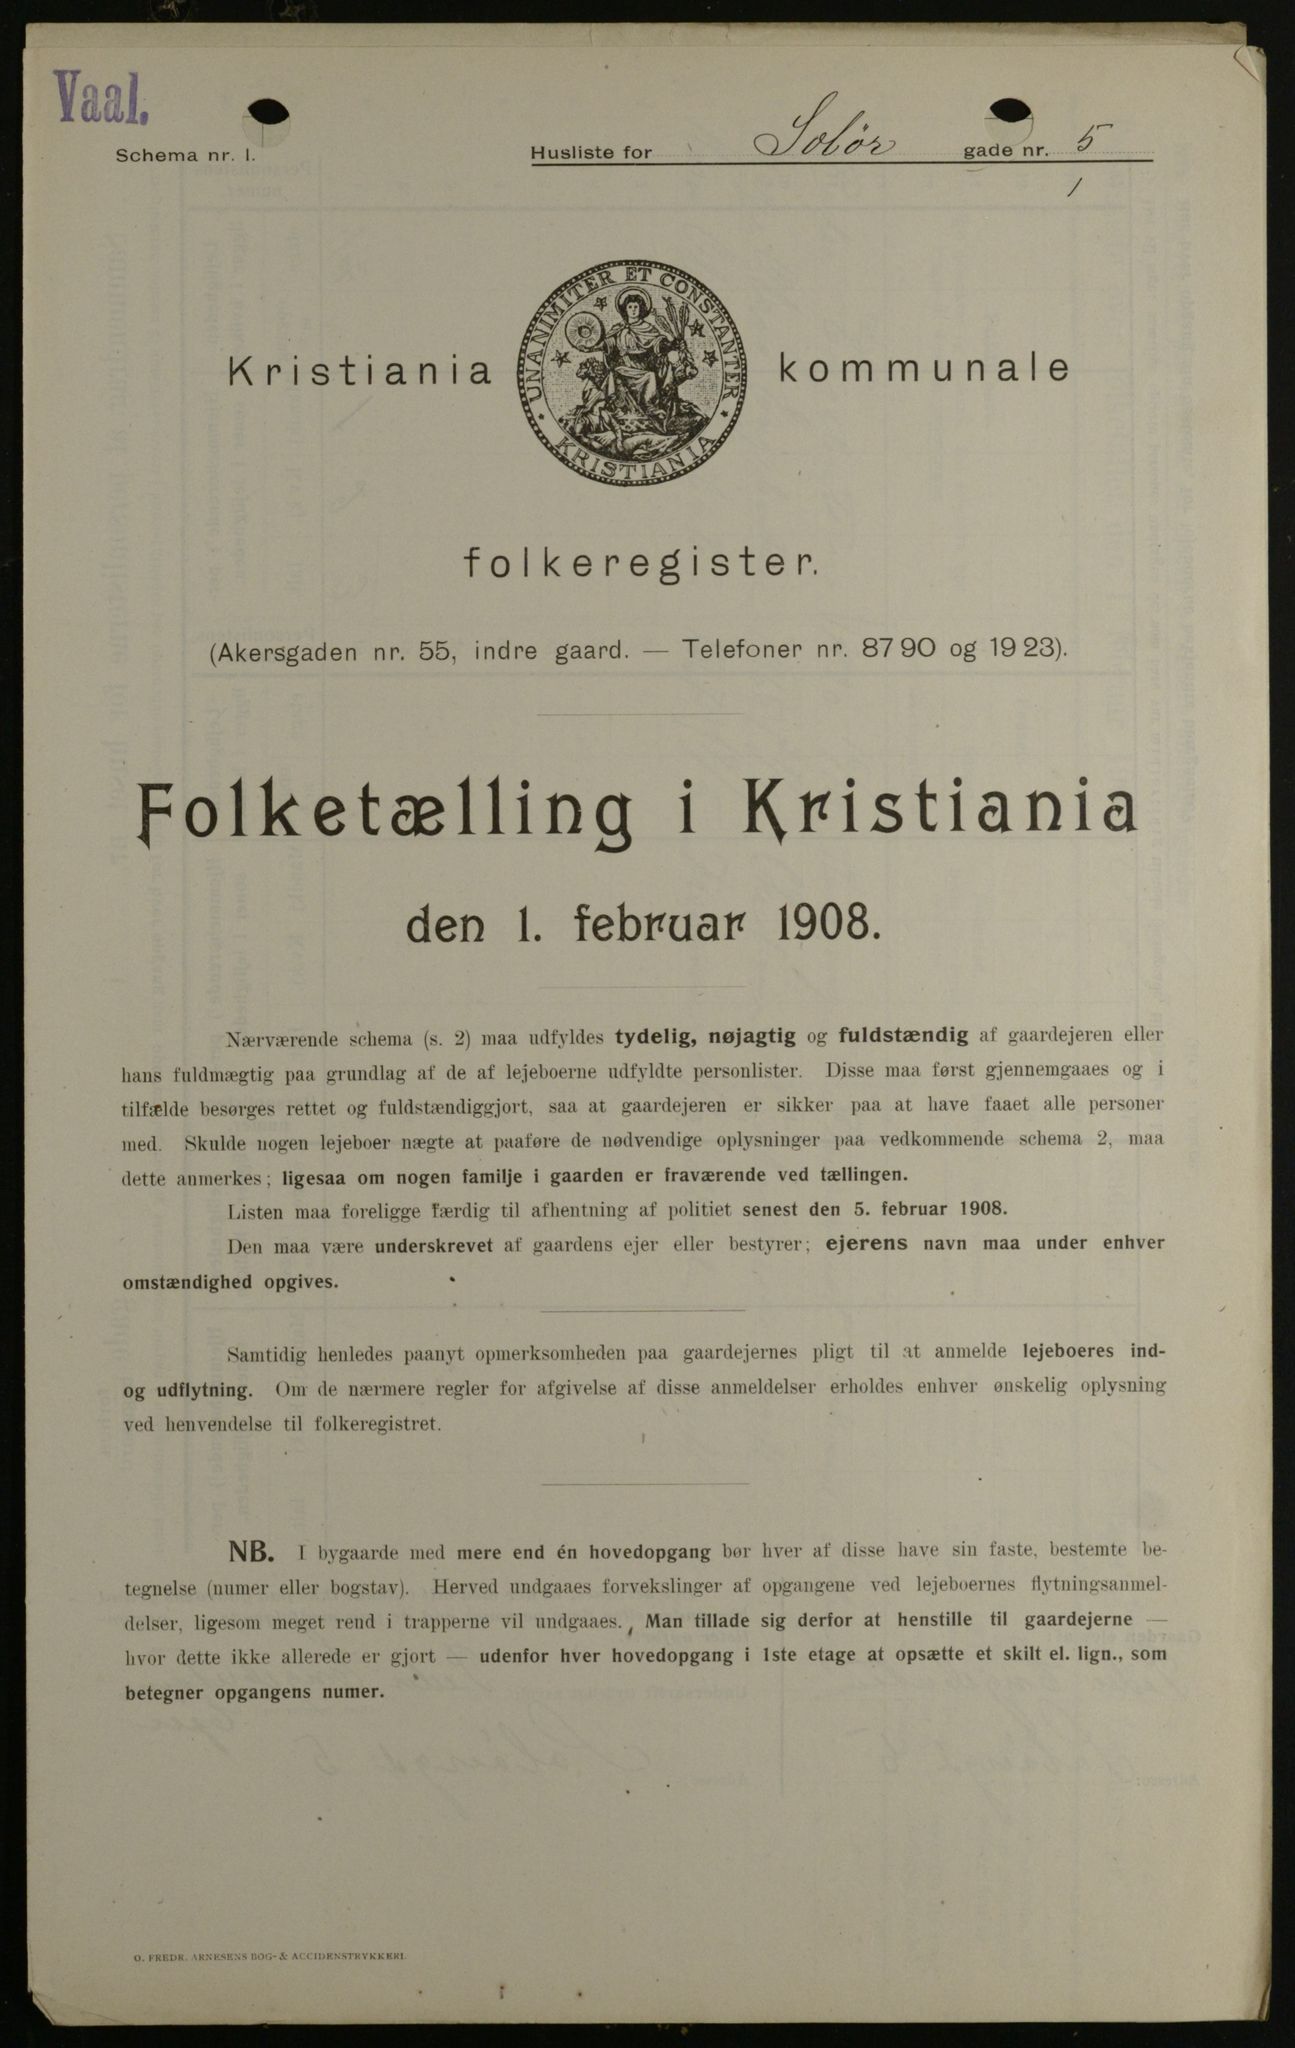 Vaal.
Schema nr. 1.
Husliste for Solör gade nr. 5
1
UNANIMITER ET CONSTANTER
KRISTIANIA
Kristiania kommunale
folkeregister.
(Akersgaden nr. 55, indre gaard. — Telefoner nr. 87 90 og 19 23).
Folketælling i Kristiania
den 1. februar 1908.
Nærværende schema (s. 2) maa udfyldes tydelig, nøjagtig og fuldstændig af gaardejeren eller
hans fuldmægtig paa grundlag af de af lejeboerne udfyldte personlister. Disse maa først gjennemgaaes og i
tilfælde besørges rettet og fuldstændiggjort, saa at gaardejeren er sikker paa at have faaet alle personer
med. Skulde nogen lejeboer nægte at paaføre de nødvendige oplysninger paa vedkommende schema 2, maa
dette anmerkes; ligesaa om nogen familje i gaarden er fraværende ved tællingen.
Listen maa foreligge færdig til afhentning af politiet senest den 5. februar 1908.
Den maa være underskrevet af gaardens ejer eller bestyrer; ejerens navn maa under enhver
omstændighed opgives.
Samtidig henledes paanyt opmerksomheden paa gaardejernes pligt til at anmelde lejeboeres ind-
og udflytning. Om de nærmere regler for afgivelse af disse anmeldelser erholdes enhver ønskelig oplysning
ved henvendelse til folkeregistret.
NB. I bygaarde med mere end én hovedopgang bør hver af disse have sin faste, bestemte be-
tegnelse (numer eller bogstav). Herved undgaaes forvekslinger af opgangene ved lejeboernes flytningsanmel-
delser, ligesom meget rend i trapperne vil undgaaes. Man tillade sig derfor at henstille til gaardejerne —
hvor dette ikke allerede er gjort — udenfor hver hovedopgang i 1ste etage at opsætte et skilt el. lign., som
betegner opgangens numer.
O. FREDR. ARNESENS BOG- & ACCIDENSTRYKKERI.